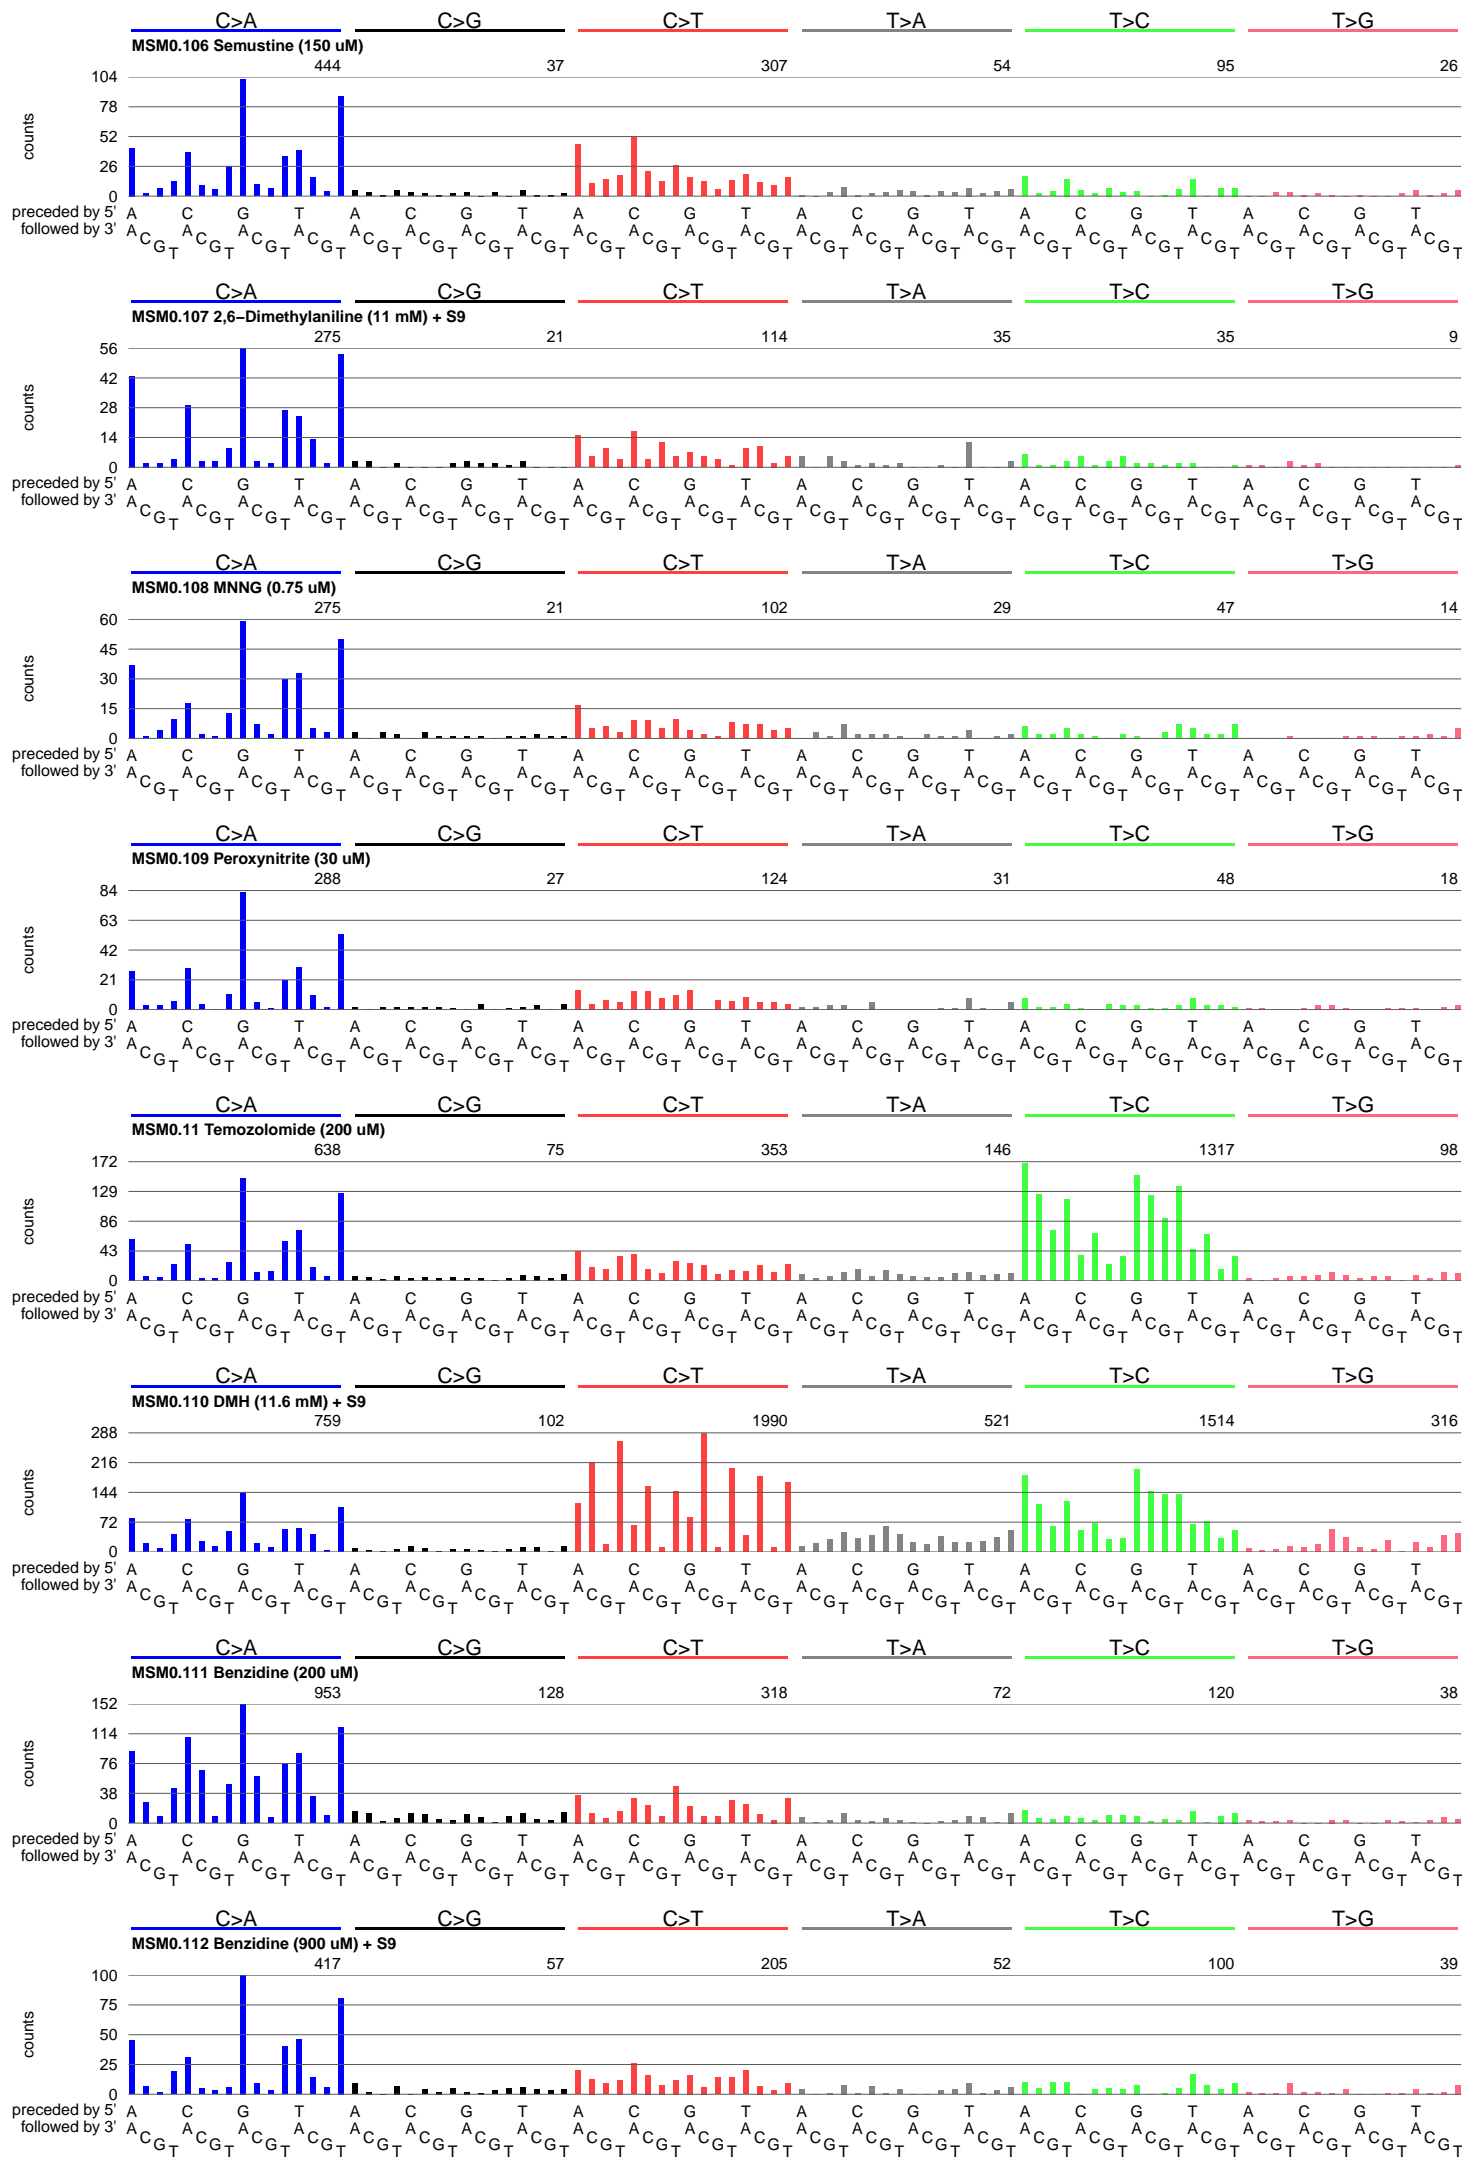 C>A C>G C>T T>A T>C T>G
MSM0.106 Semustine (150 uM)
444 37 307 54 95 26
104
78
52
26
0
counts
preceded by 5' A C G T A C G T A C G T A C G T A C G T A C G T
followed by 3' A C G T A C G T A C G T A C G T A C G T A C G T A C G T A C G T A C G T A C G T A C G T A C G T A C G T A C G T A C G T A C G T A C G T A C G T A C G T A C G T A C G T A C G T A C G T A C G T
C>A C>G C>T T>A T>C T>G
MSM0.107 2,6−Dimethylaniline (11 mM) + S9
275 21 114 35 35 9
56
42
28
14
0
counts
preceded by 5' A C G T A C G T A C G T A C G T A C G T A C G T
followed by 3' A C G T A C G T A C G T A C G T A C G T A C G T A C G T A C G T A C G T A C G T A C G T A C G T A C G T A C G T A C G T A C G T A C G T A C G T A C G T A C G T A C G T A C G T A C G T A C G T
C>A C>G C>T T>A T>C T>G
MSM0.108 MNNG (0.75 uM)
275 21 102 29 47 14
60
45
30
15
0
counts
preceded by 5' A C G T A C G T A C G T A C G T A C G T A C G T
followed by 3' A C G T A C G T A C G T A C G T A C G T A C G T A C G T A C G T A C G T A C G T A C G T A C G T A C G T A C G T A C G T A C G T A C G T A C G T A C G T A C G T A C G T A C G T A C G T A C G T
C>A C>G C>T T>A T>C T>G
MSM0.109 Peroxynitrite (30 uM)
288 27 124 31 48 18
84
63
42
21
0
counts
preceded by 5' A C G T A C G T A C G T A C G T A C G T A C G T
followed by 3' A C G T A C G T A C G T A C G T A C G T A C G T A C G T A C G T A C G T A C G T A C G T A C G T A C G T A C G T A C G T A C G T A C G T A C G T A C G T A C G T A C G T A C G T A C G T A C G T
C>A C>G C>T T>A T>C T>G
MSM0.11 Temozolomide (200 uM)
638 75 353 146 1317 98
172
129
86
43
0
counts
preceded by 5' A C G T A C G T A C G T A C G T A C G T A C G T
followed by 3' A C G T A C G T A C G T A C G T A C G T A C G T A C G T A C G T A C G T A C G T A C G T A C G T A C G T A C G T A C G T A C G T A C G T A C G T A C G T A C G T A C G T A C G T A C G T A C G T
C>A C>G C>T T>A T>C T>G
MSM0.110 DMH (11.6 mM) + S9
759 102 1990 521 1514 316
288
216
144
72
0
counts
preceded by 5' A C G T A C G T A C G T A C G T A C G T A C G T
followed by 3' A C G T A C G T A C G T A C G T A C G T A C G T A C G T A C G T A C G T A C G T A C G T A C G T A C G T A C G T A C G T A C G T A C G T A C G T A C G T A C G T A C G T A C G T A C G T A C G T
C>A C>G C>T T>A T>C T>G
MSM0.111 Benzidine (200 uM)
953 128 318 72 120 38
152
114
76
38
0
counts
preceded by 5' A C G T A C G T A C G T A C G T A C G T A C G T
followed by 3' A C G T A C G T A C G T A C G T A C G T A C G T A C G T A C G T A C G T A C G T A C G T A C G T A C G T A C G T A C G T A C G T A C G T A C G T A C G T A C G T A C G T A C G T A C G T A C G T
C>A C>G C>T T>A T>C T>G
MSM0.112 Benzidine (900 uM) + S9
417 57 205 52 100 39
100
75
50
25
0
counts
preceded by 5' A C G T A C G T A C G T A C G T A C G T A C G T
followed by 3' A C G T A C G T A C G T A C G T A C G T A C G T A C G T A C G T A C G T A C G T A C G T A C G T A C G T A C G T A C G T A C G T A C G T A C G T A C G T A C G T A C G T A C G T A C G T A C G T